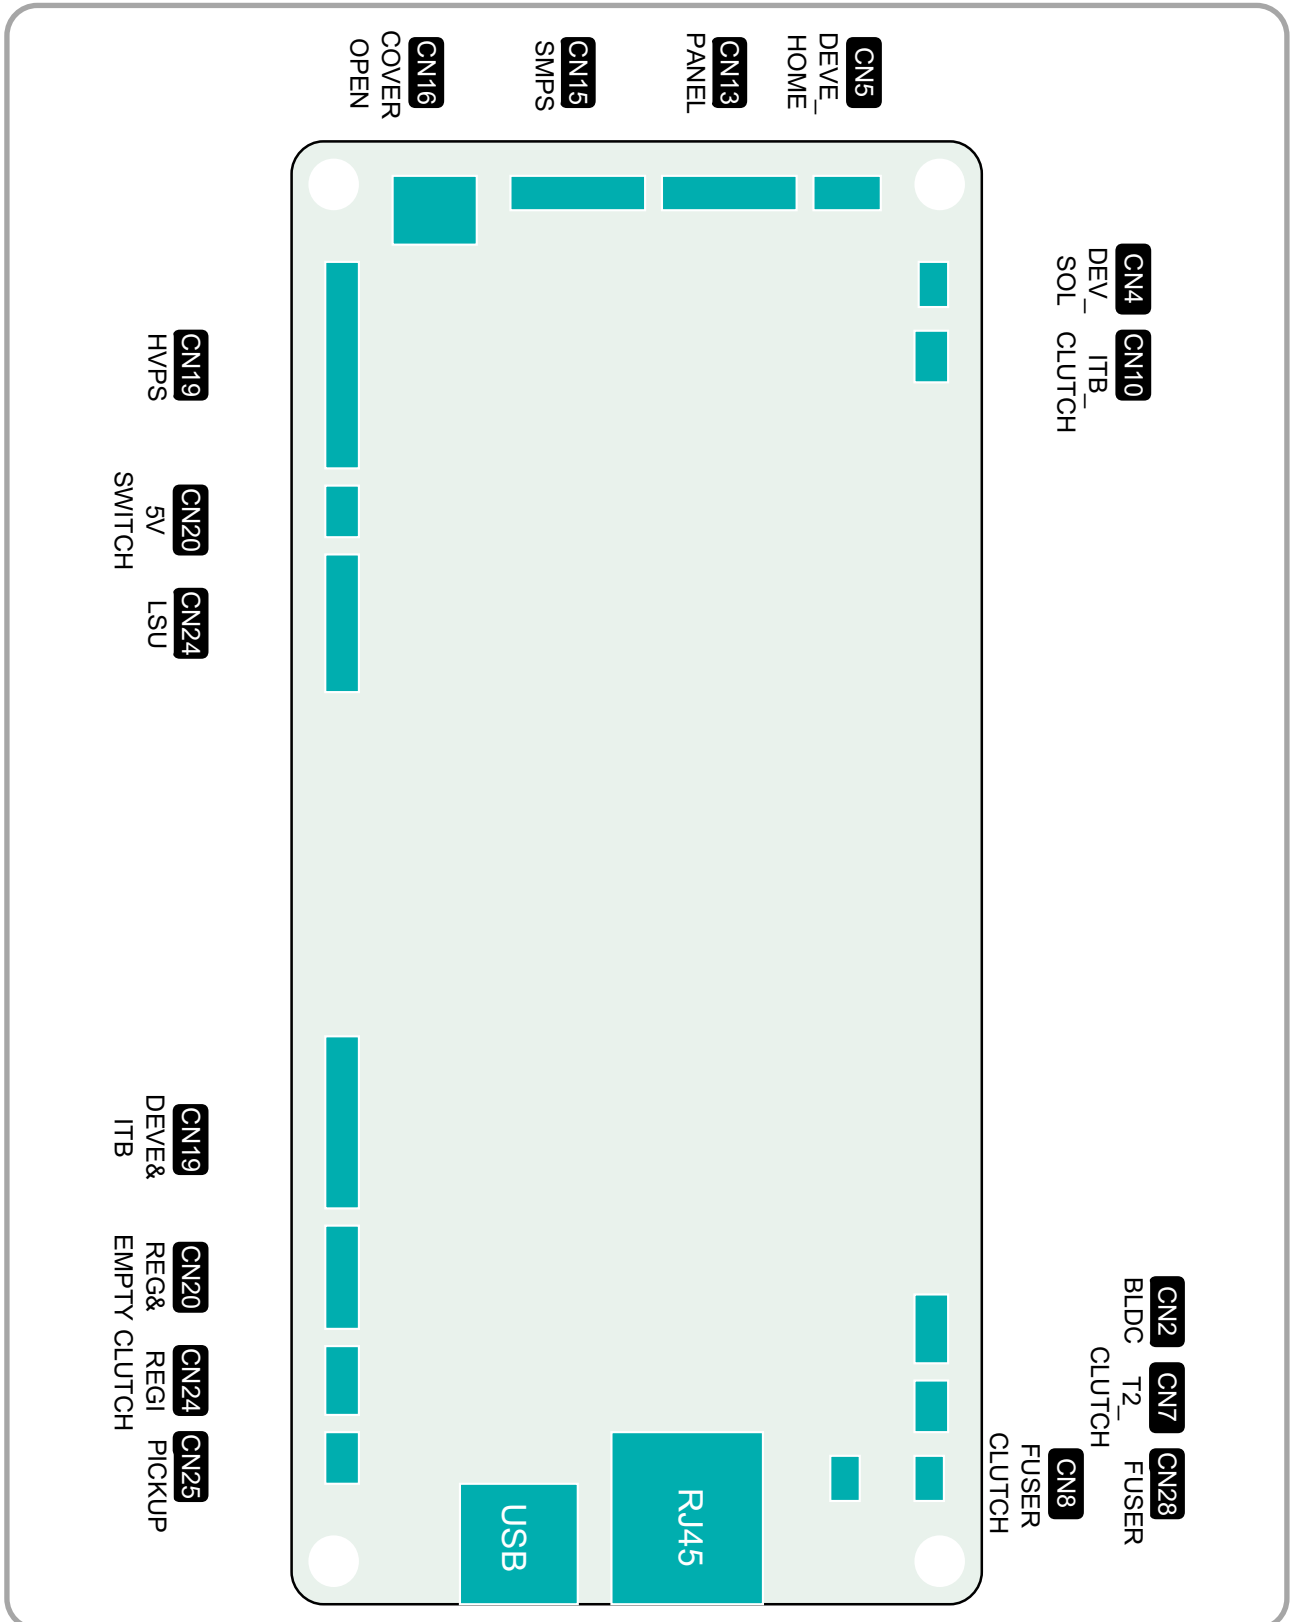 CN4
DEV_
SOL
CN10
ITB_
CLUTCH
CN2
BLDC
CN7
T2_
CLUTCH
CN28
FUSER
CN8
FUSER
CLUTCH
CN5
DEVE_
HOME
CN13
PANEL
CN15
SMPS
CN16
COVER
OPEN
RJ45
USB
CN19
HVPS
CN20
5V
SWITCH
CN24
LSU
CN19
DEVE&
ITB
CN20
REG&
EMPTY
CN24
REGI
CLUTCH
CN25
PICKUP